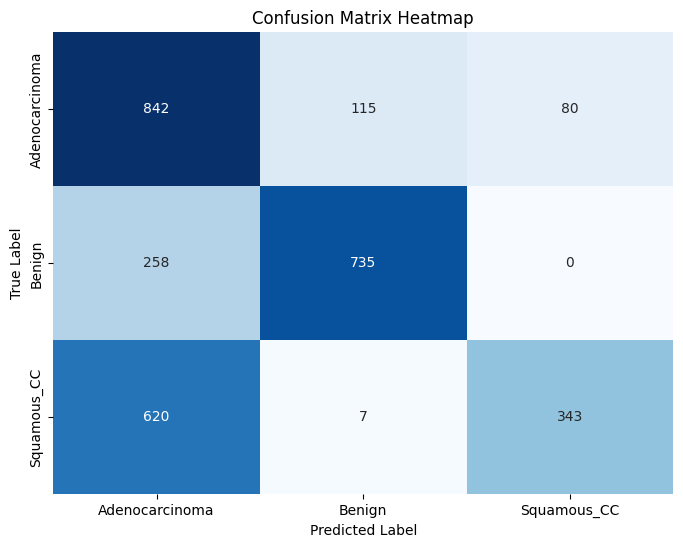 Confusion Matrix Heatmap
True Label
Adenocarcinoma
842 115 80
Benign
258 735 0
Squamous_CC
620 7 343
Adenocarcinoma Benign Squamous_CC
Predicted Label